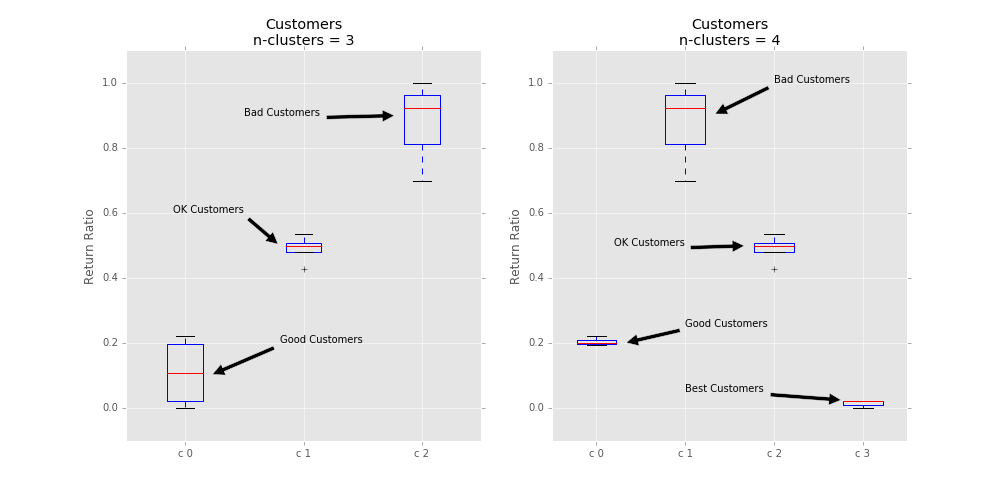 Customers
n-clusters = 3
Return Ratio
1.0
0.8
0.6
0.4
0.2
0.0
Bad Customers
OK Customers
Good Customers
c 0
c 1
c 2
Customers
n-clusters = 4
Return Ratio
1.0
0.8
0.6
0.4
0.2
0.0
Bad Customers
OK Customers
Good Customers
Best Customers
c 0
c 1
c 2
c 3